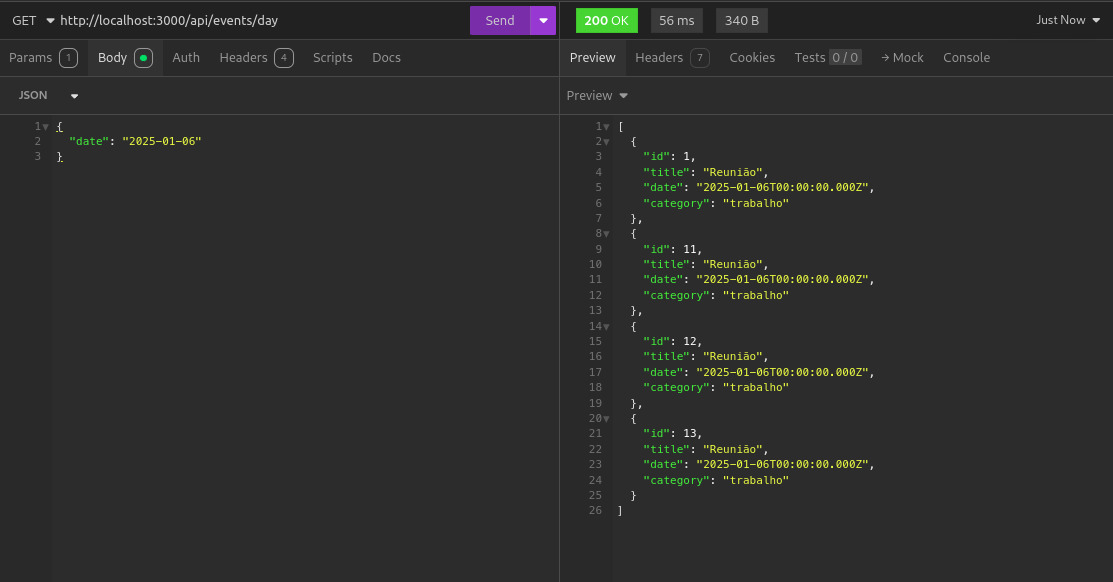 GET http://localhost:3000/api/events/day Send 200 OK 56 ms 340 B Just Now
Params 1 Body Auth Headers 4 Scripts Docs Preview Headers 7 Cookies Tests 0 / 0 → Mock Console
JSON
1 {
2 "date": "2025-01-06"
3 }
Preview
1 [
2 {
3 "id": 1,
4 "title": "Reunião",
5 "date": "2025-01-06T00:00:00.000Z",
6 "category": "trabalho"
7 },
8 {
9 "id": 11,
10 "title": "Reunião",
11 "date": "2025-01-06T00:00:00.000Z",
12 "category": "trabalho"
13 },
14 {
15 "id": 12,
16 "title": "Reunião",
17 "date": "2025-01-06T00:00:00.000Z",
18 "category": "trabalho"
19 },
20 {
21 "id": 13,
22 "title": "Reunião",
23 "date": "2025-01-06T00:00:00.000Z",
24 "category": "trabalho"
25 }
26 ]